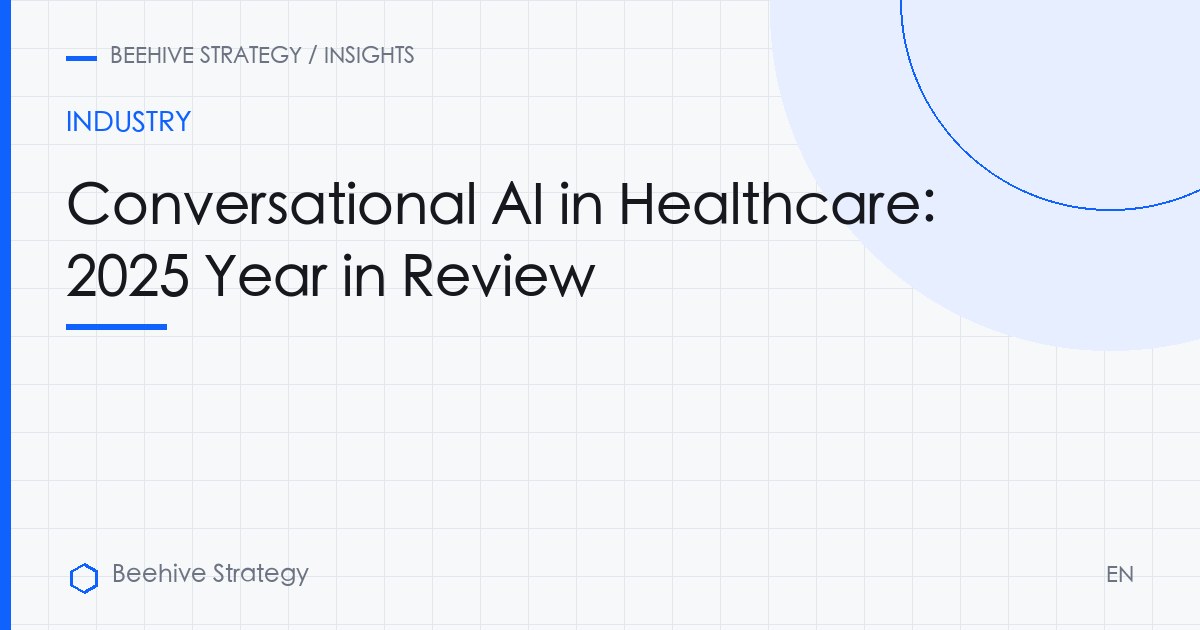 BEEHIVE STRATEGY / INSIGHTS
INDUSTRY
Conversational AI in Healthcare:
2025 Year in Review
Beehive Strategy
EN